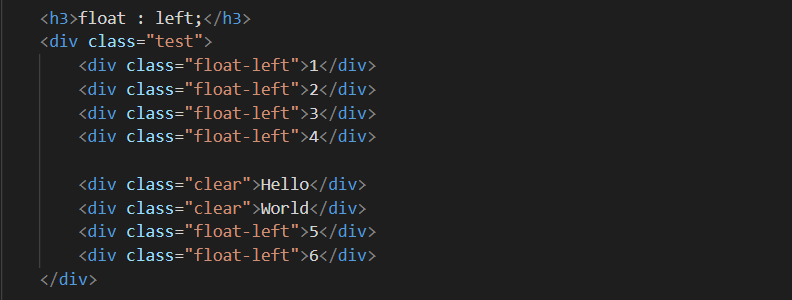 <h3>float : left;</h3>
<div class="test">
<div class="float-left">1</div>
<div class="float-left">2</div>
<div class="float-left">3</div>
<div class="float-left">4</div>
<div class="clear">Hello</div>
<div class="clear">World</div>
<div class="float-left">5</div>
<div class="float-left">6</div>
</div>